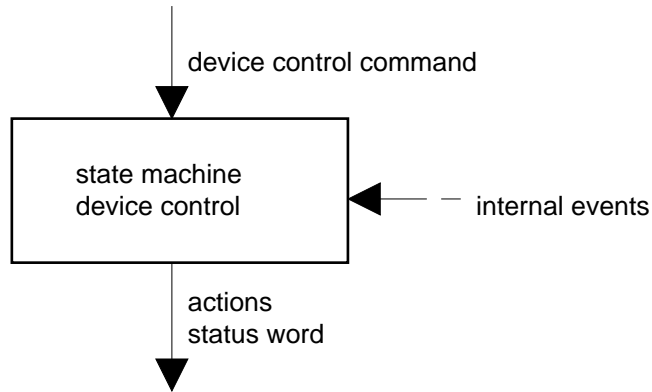 device control command
state machine
device control
internal events
actions
status word